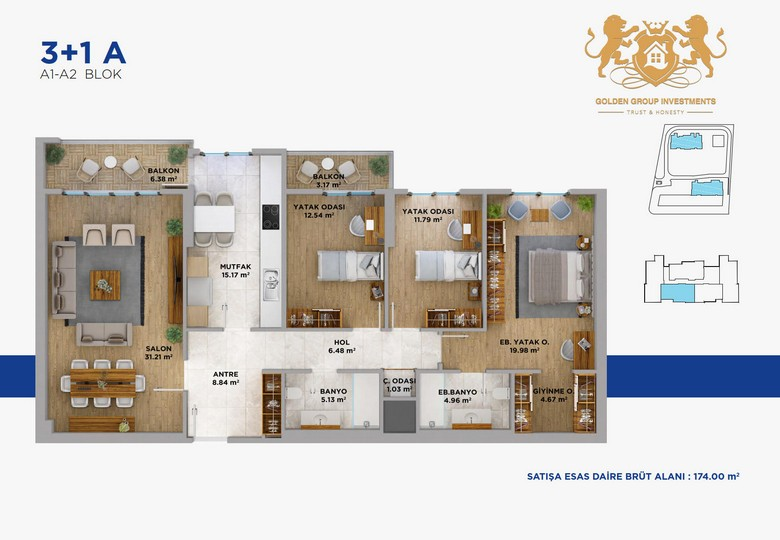 3+1 A
A1-A2 BLOK
GOLDEN GROUP INVESTMENTS
TRUST & HONESTY
BALKON
6.38 m²
BALKON
3.17 m²
YATAK ODASI
12.54 m²
YATAK ODASI
11.79 m²
MUTFAK
15.17 m²
SALON
31.21 m²
HOL
6.48 m²
EB. YATAK O.
19.98 m²
ANTRE
8.84 m²
BANYO
5.13 m²
Ç. ODASI
1.03 m²
EB.BANYO
4.96 m²
GİYİNME O.
4.67 m²
SATIŞA ESAS DAİRE BRÜT ALANI : 174.00 m²